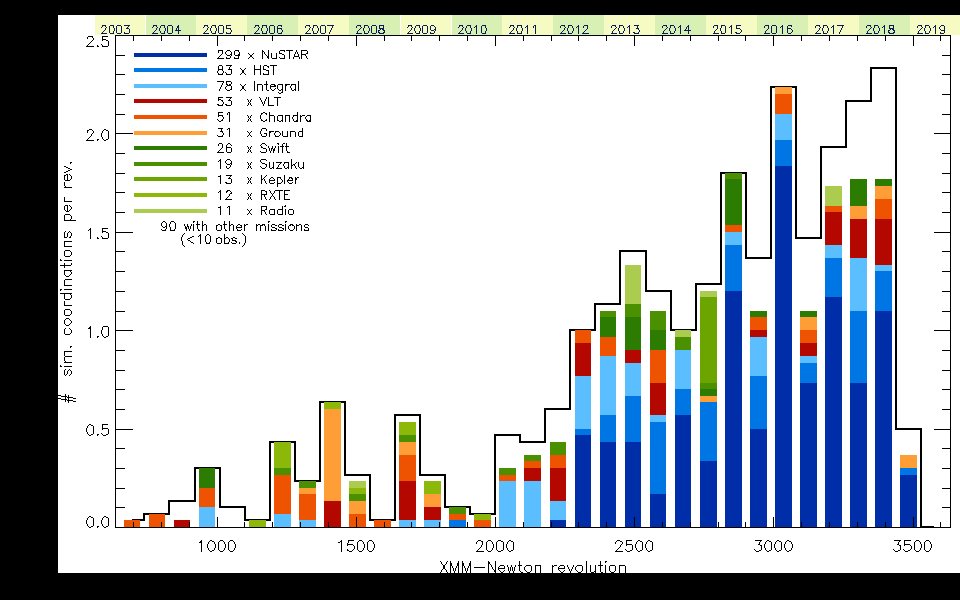 2003 2004 2005 2006 2007 2008 2009 2010 2011 2012 2013 2014 2015 2016 2017 2018 2019
2.5
299 x NuSTAR
83 x HST
78 x Integral
53 x VLT
51 x Chandra
31 x Ground
26 x Swift
19 x Suzaku
13 x Kepler
12 x RXTE
11 x Radio
90 with other missions
(<10 obs.)
2.0
1.5
1.0
0.5
0.0
# sim. coordinations per rev.
1000 1500 2000 2500 3000 3500
XMM−Newton revolution